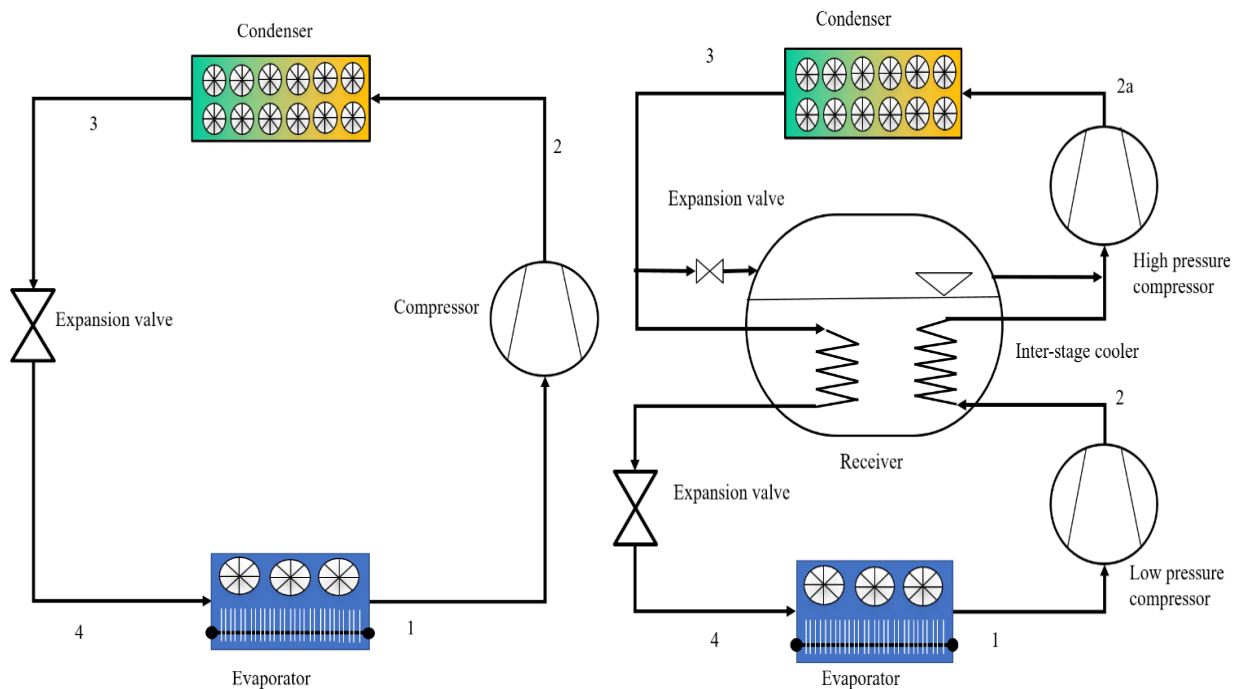 Condenser
3
2
Expansion valve
Compressor
4
1
Evaporator
Condenser
3
2a
Expansion valve
High pressure
compressor
Inter-stage cooler
2
Receiver
Expansion valve
Low pressure
compressor
4
1
Evaporator